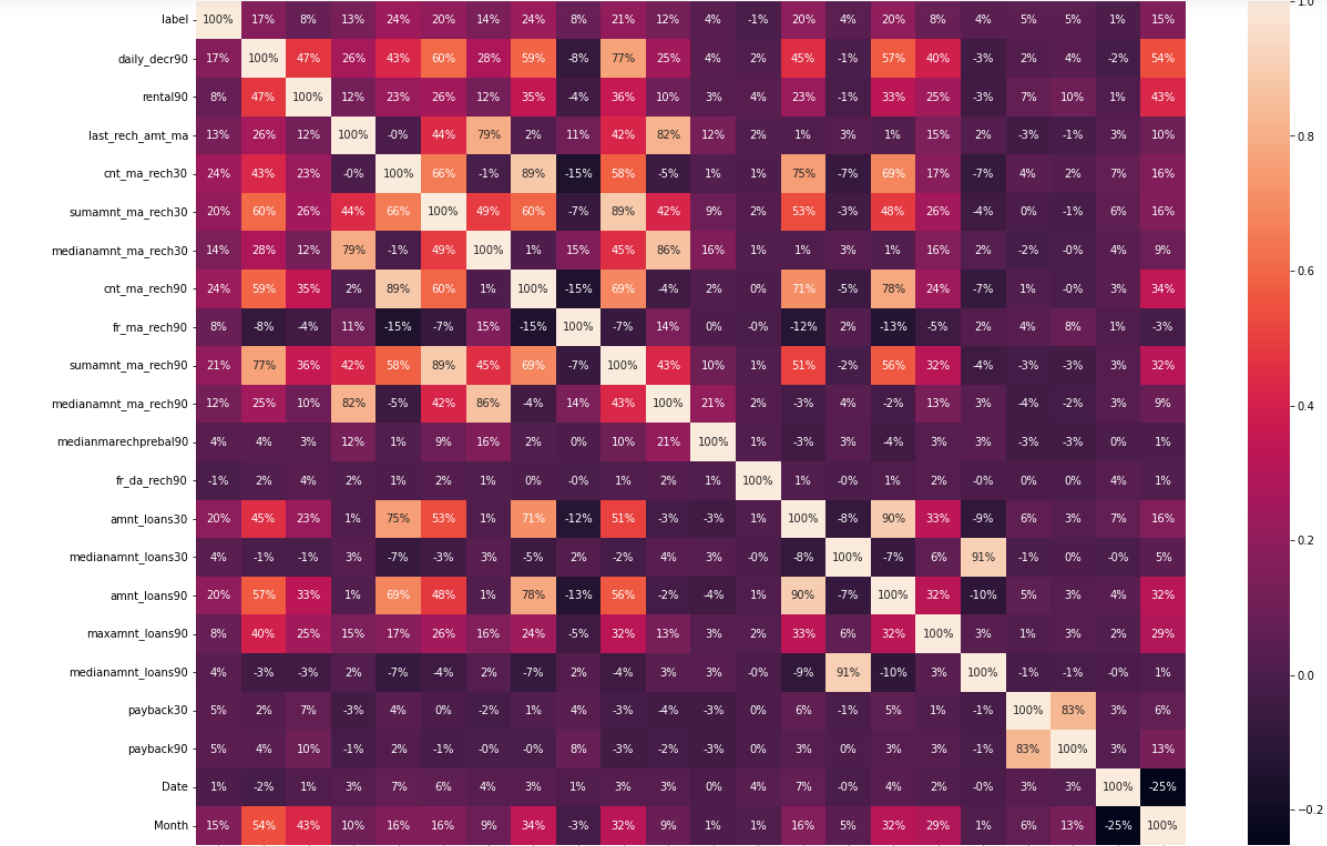 label 100% 17% 8% 13% 24% 20% 14% 24% 8% 21% 12% 4% -1% 20% 4% 20% 8% 4% 5% 5% 1% 15% 1.0
daily_decr90 17% 100% 47% 26% 43% 60% 28% 59% -8% 77% 25% 4% 2% 45% -1% 57% 40% -3% 2% 4% -2% 54%
rental90 8% 47% 100% 12% 23% 26% 12% 35% -4% 36% 10% 3% 4% 23% -1% 33% 25% -3% 7% 10% 1% 43%
last_rech_amt_ma 13% 26% 12% 100% -0% 44% 79% 2% 11% 42% 82% 12% 2% 1% 3% 1% 15% 2% -3% -1% 3% 10% 0.8
cnt_ma_rech30 24% 43% 23% -0% 100% 66% -1% 89% -15% 58% -5% 1% 1% 75% -7% 69% 17% -7% 4% 2% 7% 16%
sumamnt_ma_rech30 20% 60% 26% 44% 66% 100% 49% 60% -7% 89% 42% 9% 2% 53% -3% 48% 26% -4% 0% -1% 6% 16%
medianamnt_ma_rech30 14% 28% 12% 79% -1% 49% 100% 1% 15% 45% 86% 16% 1% 1% 3% 1% 16% 2% -2% -0% 4% 9% 0.6
cnt_ma_rech90 24% 59% 35% 2% 89% 60% 1% 100% -15% 69% -4% 2% 0% 71% -5% 78% 24% -7% 1% -0% 3% 34%
fr_ma_rech90 8% -8% -4% 11% -15% -7% 15% -15% 100% -7% 14% 0% -0% -12% 2% -13% -5% 2% 4% 8% 1% -3%
sumamnt_ma_rech90 21% 77% 36% 42% 58% 89% 45% 69% -7% 100% 43% 10% 1% 51% -2% 56% 32% -4% -3% -3% 3% 32%
medianamnt_ma_rech90 12% 25% 10% 82% -5% 42% 86% -4% 14% 43% 100% 21% 2% -3% 4% -2% 13% 3% -4% -2% 3% 9% 0.4
medianmarechprebal90 4% 4% 3% 12% 1% 9% 16% 2% 0% 10% 21% 100% 1% -3% 3% -4% 3% 3% -3% -3% 0% 1%
fr_da_rech90 -1% 2% 4% 2% 1% 2% 1% 0% -0% 1% 2% 1% 100% 1% -0% 1% 2% -0% 0% 0% 4% 1%
amnt_loans30 20% 45% 23% 1% 75% 53% 1% 71% -12% 51% -3% -3% 1% 100% -8% 90% 33% -9% 6% 3% 7% 16% 0.2
medianamnt_loans30 4% -1% -1% 3% -7% -3% 3% -5% 2% -2% 4% 3% -0% -8% 100% -7% 6% 91% -1% 0% -0% 5%
amnt_loans90 20% 57% 33% 1% 69% 48% 1% 78% -13% 56% -2% -4% 1% 90% -7% 100% 32% -10% 5% 3% 4% 32%
maxamnt_loans90 8% 40% 25% 15% 17% 26% 16% 24% -5% 32% 13% 3% 2% 33% 6% 32% 100% 3% 1% 3% 2% 29%
medianamnt_loans90 4% -3% -3% 2% -7% -4% 2% -7% 2% -4% 3% 3% -0% -9% 91% -10% 3% 100% -1% -1% -0% 1% 0.0
payback30 5% 2% 7% -3% 4% 0% -2% 1% 4% -3% -4% -3% 0% 6% -1% 5% 1% -1% 100% 83% 3% 6%
payback90 5% 4% 10% -1% 2% -1% -0% -0% 8% -3% -2% -3% 0% 3% 0% 3% 3% -1% 83% 100% 3% 13%
Date 1% -2% 1% 3% 7% 6% 4% 3% 1% 3% 3% 0% 4% 7% -0% 4% 2% -0% 3% 3% 100% -25%
Month 15% 54% 43% 10% 16% 16% 9% 34% -3% 32% 9% 1% 1% 16% 5% 32% 29% 1% 6% 13% -25% 100% −0.2